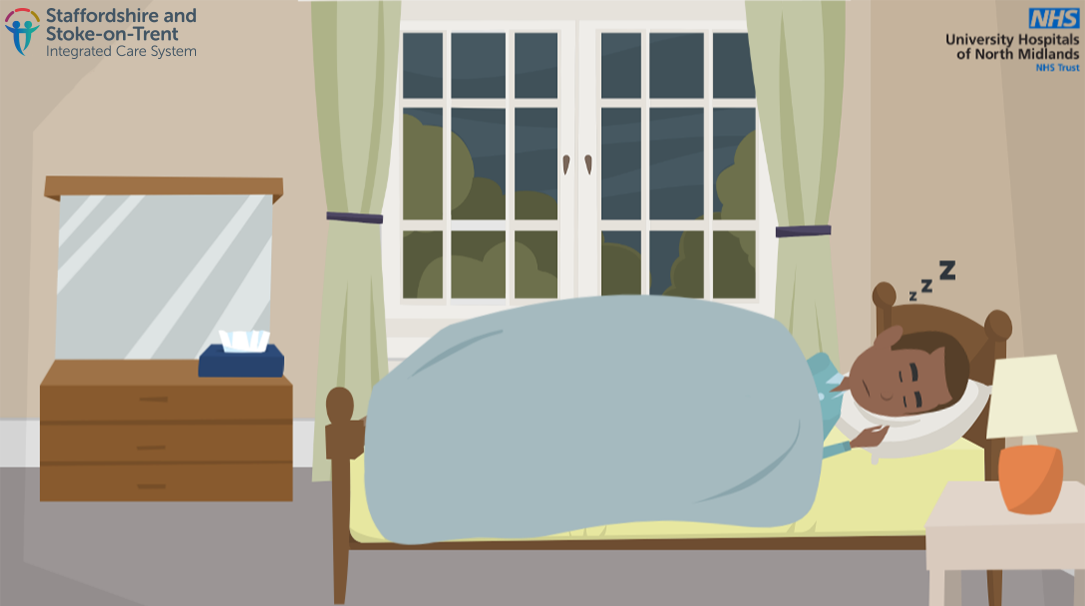 Staffordshire and
Stoke-on-Trent
Integrated Care System
NHS
University Hospitals
of North Midlands
NHS Trust
z z Z